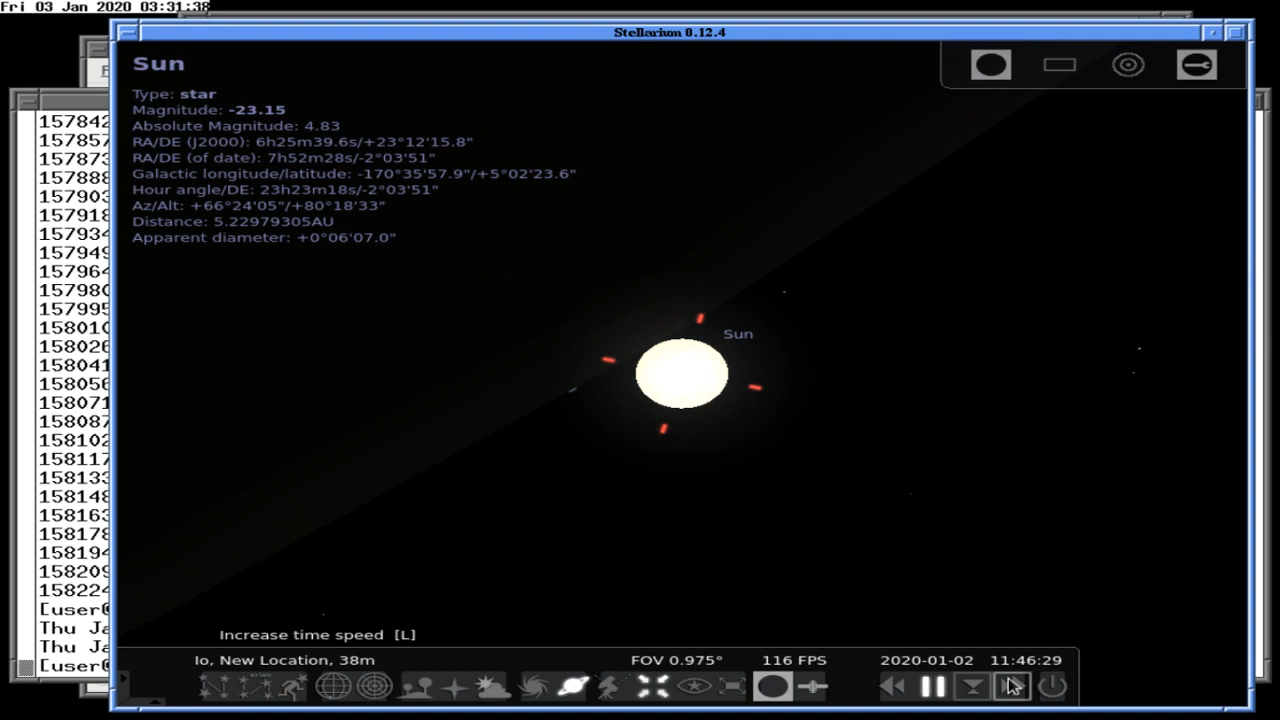 Fri 03 Jan 2020 03:31:38
Stellarium 0.12.4
Sun
Type: star
Magnitude: -23.15
Absolute Magnitude: 4.83
RA/DE (J2000): 6h25m39.6s/+23°12'15.8"
RA/DE (of date): 7h52m28s/-2°03'51"
Galactic longitude/latitude: -170°35'57.9"/+5°02'23.6"
Hour angle/DE: 23h23m18s/-2°03'51"
Az/Alt: +66°24'05"/+80°18'33"
Distance: 5.22979305AU
Apparent diameter: +0°06'07.0"
Sun
157842
157857
157873
157888
157903
157918
157934
157949
157964
157980
157995
158010
158026
158041
158056
158071
158087
158102
158117
158133
158148
158163
158178
158194
158209
158224
[user@
Thu Ja
Thu Ja
[user@
Increase time speed [L]
Io, New Location, 38m FOV 0.975° 116 FPS 2020-01-02 11:46:29